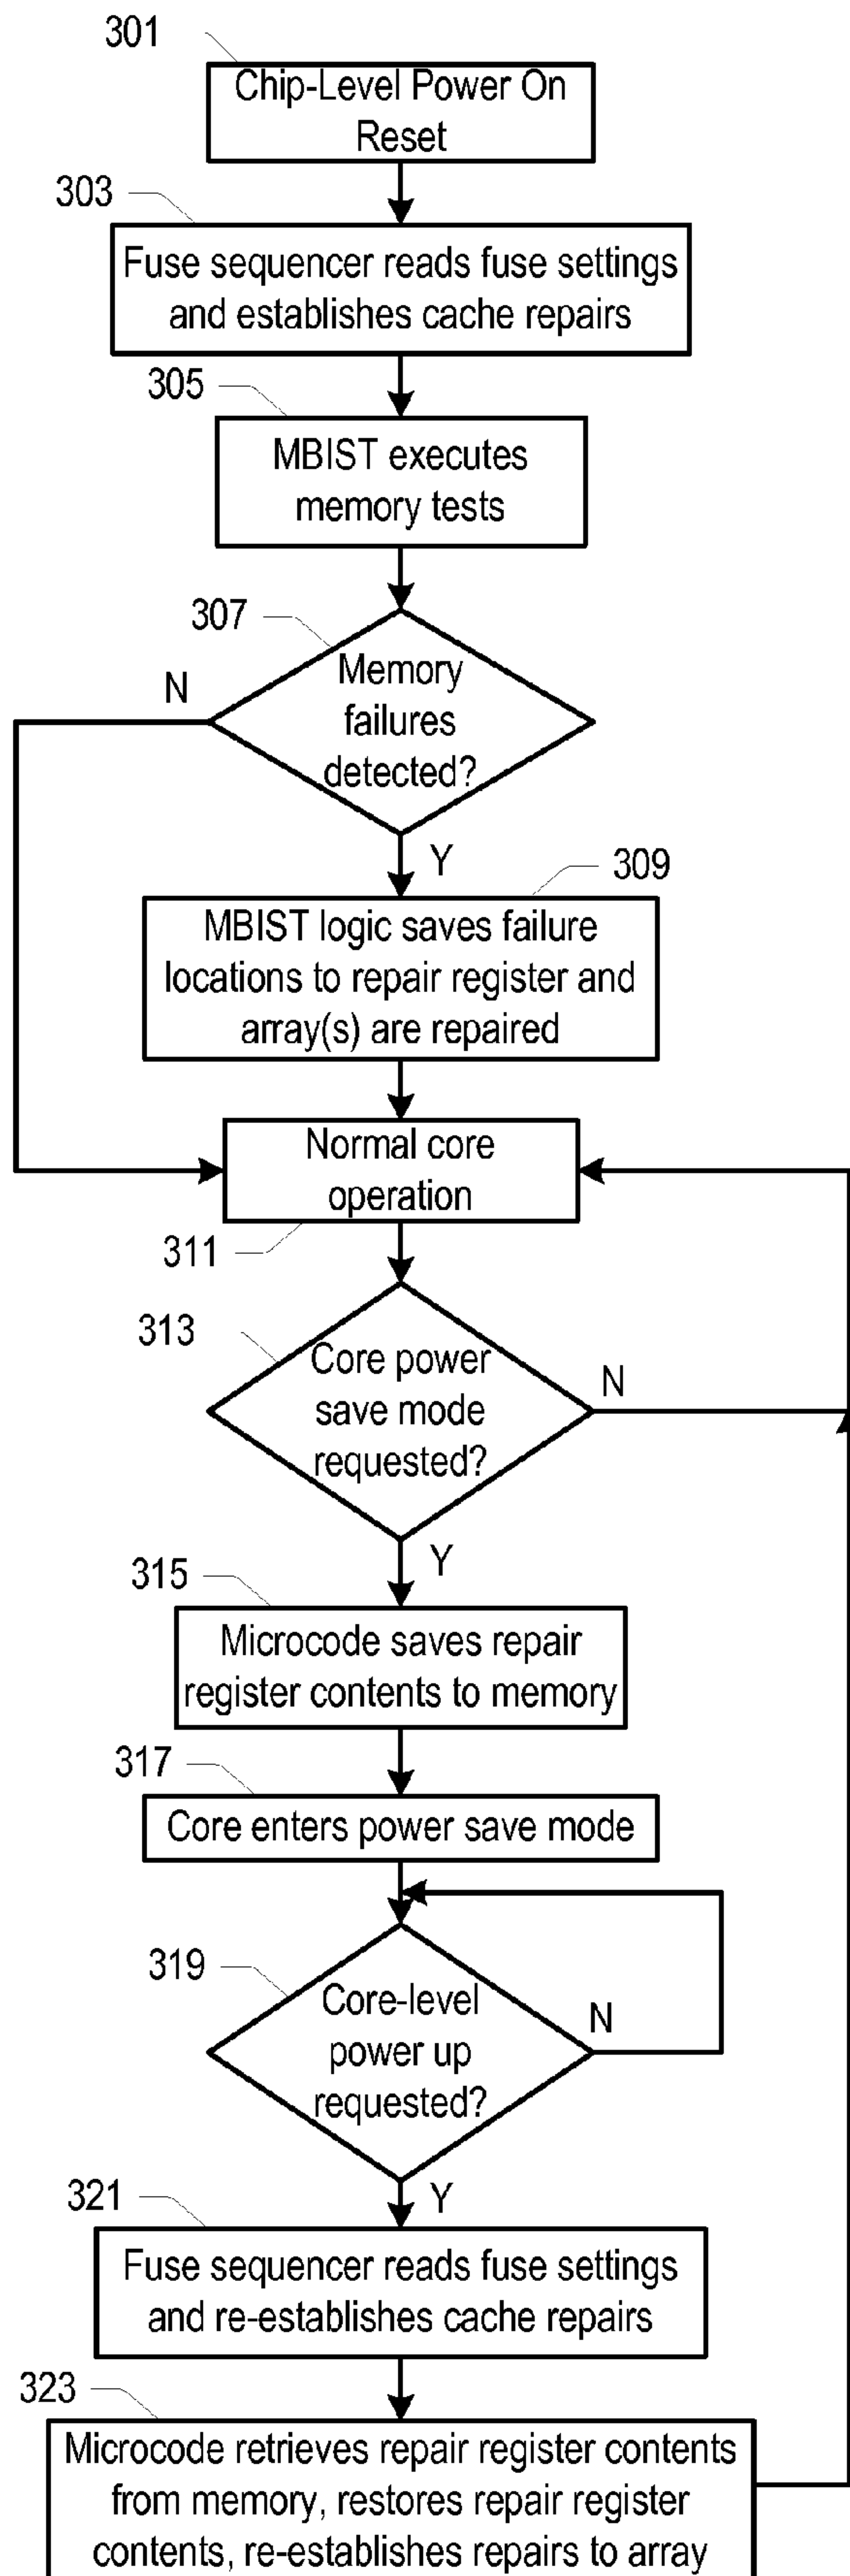 301
Chip-Level Power On
Reset
303
Fuse sequencer reads fuse settings
and establishes cache repairs
305
MBIST executes
memory tests
307
Memory
failures
detected?
N
Y
309
MBIST logic saves failure
locations to repair register and
array(s) are repaired
Normal core
operation
311
313
Core power
save mode
requested?
N
Y
315
Microcode saves repair
register contents to memory
317
Core enters power save mode
319
Core-level
power up
requested?
N
Y
321
Fuse sequencer reads fuse settings
and re-establishes cache repairs
323
Microcode retrieves repair register contents
from memory, restores repair register
contents, re-establishes repairs to array